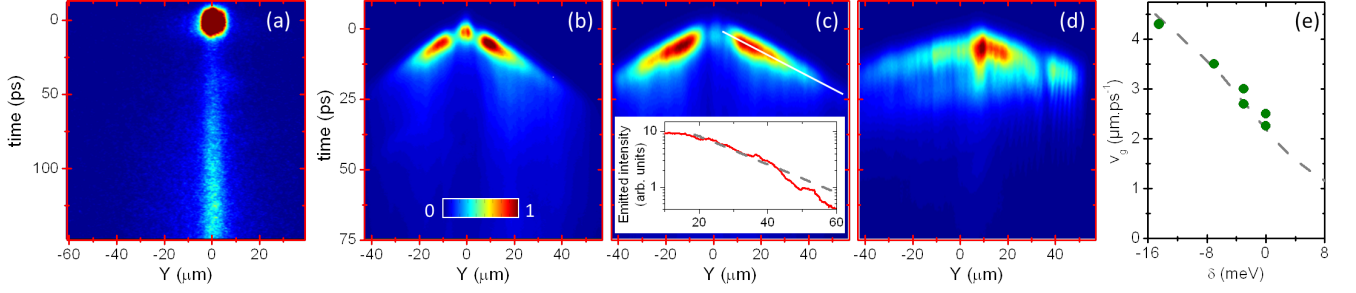 (a)
0
50
100
time (ps)
-60
-40
-20
0
20
Y (μm)
(b)
0
25
50
75
time (ps)
0
1
-40
-20
0
20
40
Y (μm)
(c)
10
1
Emitted intensity
(arb. units)
20
40
60
-40
-20
0
20
40
Y (μm)
(d)
-40
-20
0
20
40
Y (μm)
(e)
5
4
3
2
1
0
v_g (μm.ps⁻¹)
-16
-8
0
8
δ (meV)